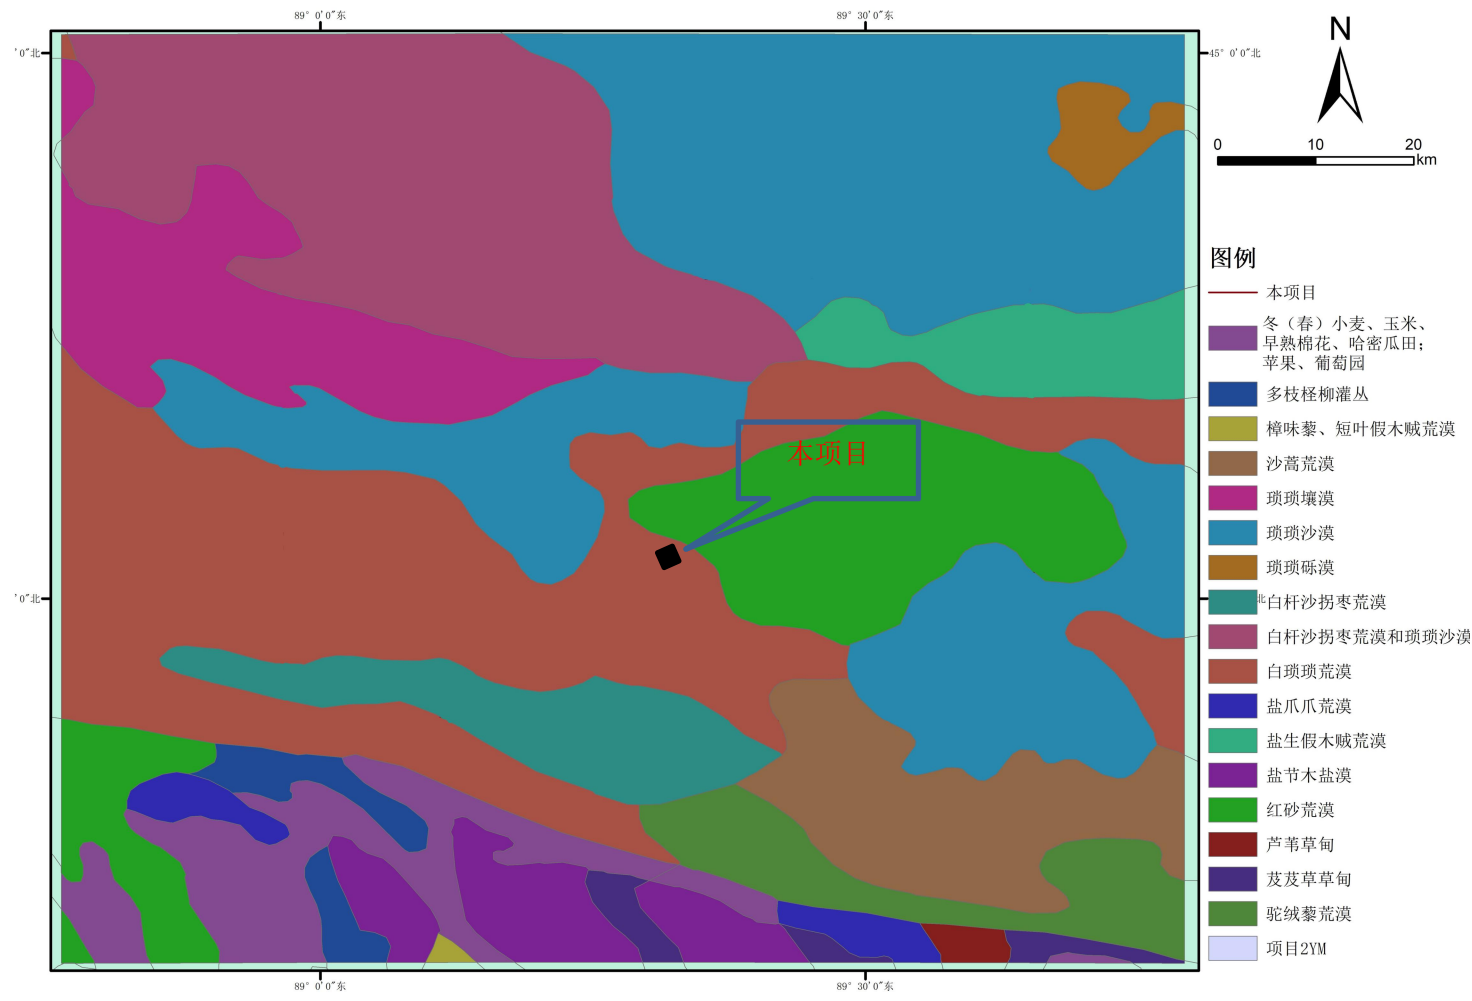 89° 0'0"东
89° 30'0"东
'0"北
45° 0'0"北
N
0 10 20
km
图例
本项目
冬（春）小麦、玉米、
早熟棉花、哈密瓜田；
苹果、葡萄园
多枝柽柳灌丛
樟味藜、短叶假木贼荒漠
沙蒿荒漠
琐琐壤漠
琐琐沙漠
琐琐砾漠
白杆沙拐枣荒漠
白杆沙拐枣荒漠和琐琐沙漠
白琐琐荒漠
盐爪爪荒漠
盐生假木贼荒漠
盐节木盐漠
红砂荒漠
芦苇草甸
芨芨草草甸
驼绒藜荒漠
项目2YM
本项目
'0"北
北
89° 0'0"东
89° 30'0"东